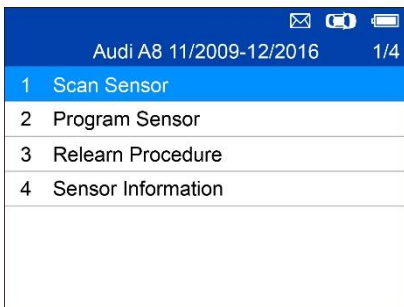 Audi A8 11/2009-12/2016 1/4
1 Scan Sensor
2 Program Sensor
3 Relearn Procedure
4 Sensor Information